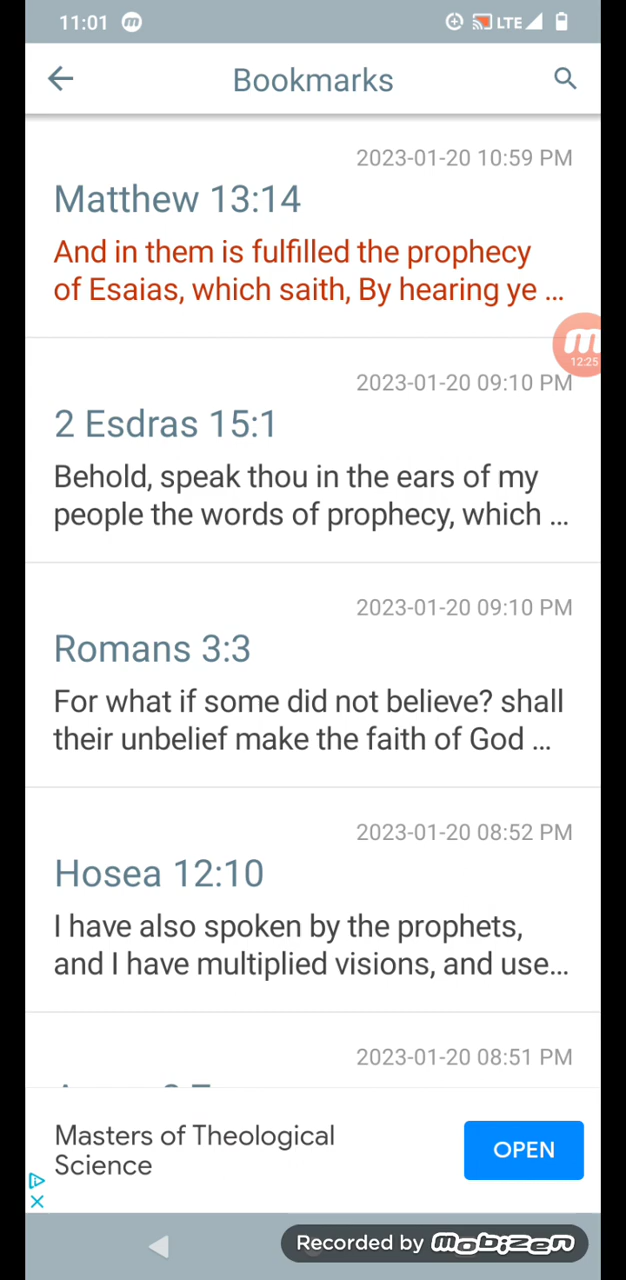 11:01 m LTE
Bookmarks
2023-01-20 10:59 PM
Matthew 13:14
And in them is fulfilled the prophecy
of Esaias, which saith, By hearing ye ...
m
12:25
2023-01-20 09:10 PM
2 Esdras 15:1
Behold, speak thou in the ears of my
people the words of prophecy, which ...
2023-01-20 09:10 PM
Romans 3:3
For what if some did not believe? shall
their unbelief make the faith of God ...
2023-01-20 08:52 PM
Hosea 12:10
I have also spoken by the prophets,
and I have multiplied visions, and use...
2023-01-20 08:51 PM
Masters of Theological
Science
OPEN
Recorded by mobizen